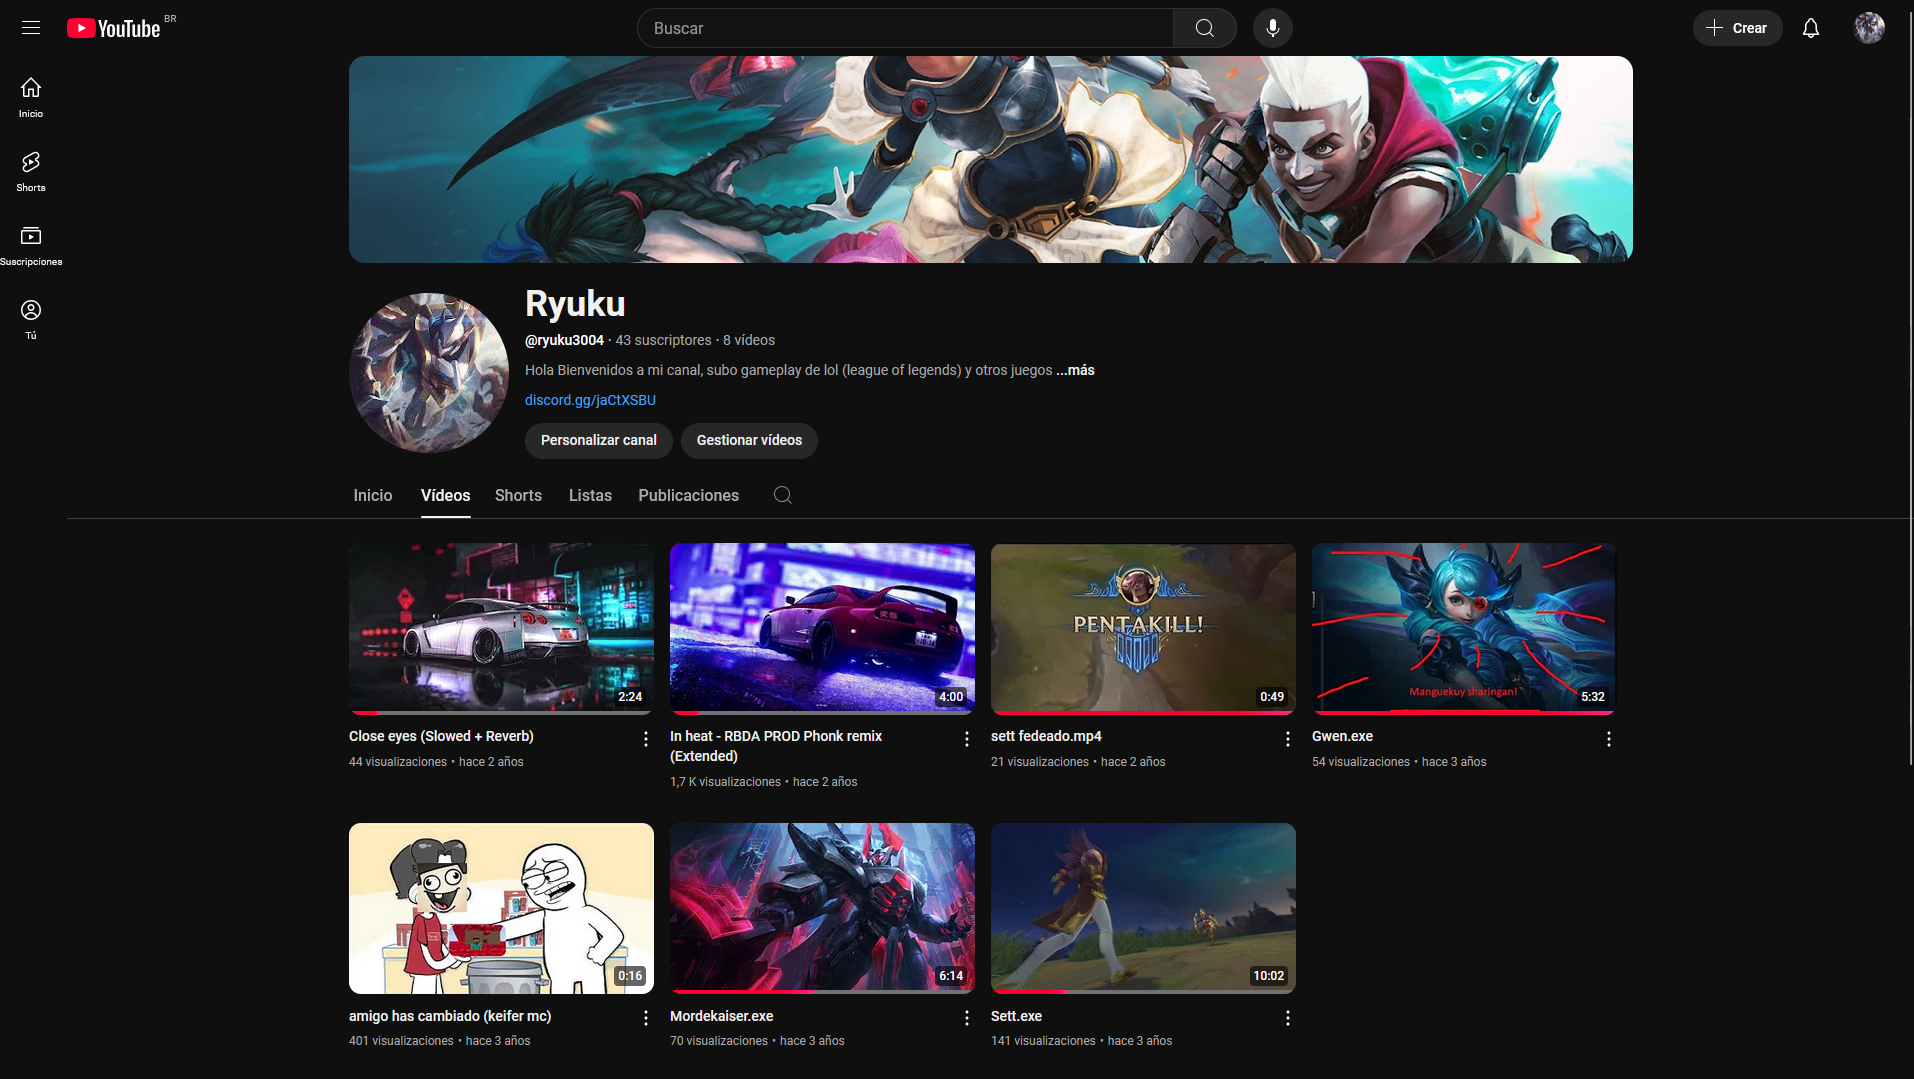 YouTube BR
Buscar
Crear
Inicio
Shorts
Suscripciones
Tú
Ryuku
@ryuku3004 · 43 suscriptores · 8 vídeos
Hola Bienvenidos a mi canal, subo gameplay de lol (league of legends) y otros juegos ...más
discord.gg/jaCtXSBU
Personalizar canal Gestionar vídeos
Inicio Vídeos Shorts Listas Publicaciones
2:24
Close eyes (Slowed + Reverb)
44 visualizaciones • hace 2 años
4:00
In heat - RBDA PROD Phonk remix
(Extended)
1,7 K visualizaciones • hace 2 años
PENTAKILL!
0:49
sett fedeado.mp4
21 visualizaciones • hace 2 años
Manguekuy sharingan!
5:32
Gwen.exe
54 visualizaciones • hace 3 años
0:16
amigo has cambiado (keifer mc)
401 visualizaciones • hace 3 años
6:14
Mordekaiser.exe
70 visualizaciones • hace 3 años
10:02
Sett.exe
141 visualizaciones • hace 3 años